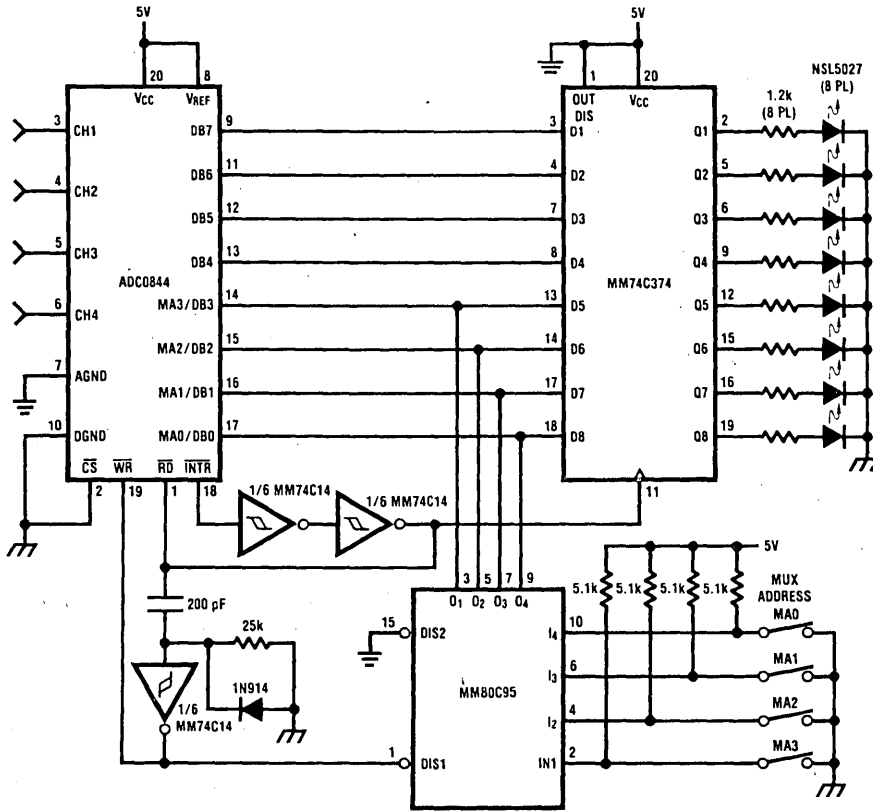 5V
20
8
VCC
VREF
ADC0844
3 CH1
4 CH2
5 CH3
6 CH4
7 AGND
10 DGND
DB7 9
DB6 11
DB5 12
DB4 13
MA3/DB3 14
MA2/DB2 15
MA1/DB1 16
MA0/DB0 17
CS WR RD INTR
2 19 1 18
5V
1
20
OUT DIS
VCC
MM74C374
3 D1
4 D2
7 D3
8 D4
13 D5
14 D6
17 D7
18 D8
Q1 2
Q2 5
Q3 6
Q4 9
Q5 12
Q6 15
Q7 16
Q8 19
11
1.2k
(8 PL)
NSL5027
(8 PL)
1/6 MM74C14
1/6 MM74C14
200 pF
25k
1N914
1/6
MM74C14
3 5 7 9
O1 O2 O3 O4
15 DIS2
1 DIS1
MM80C95
I4 10
I3 6
I2 4
IN1 2
5V
5.1k 5.1k 5.1k 5.1k
MUX
ADDRESS
MA0
MA1
MA2
MA3